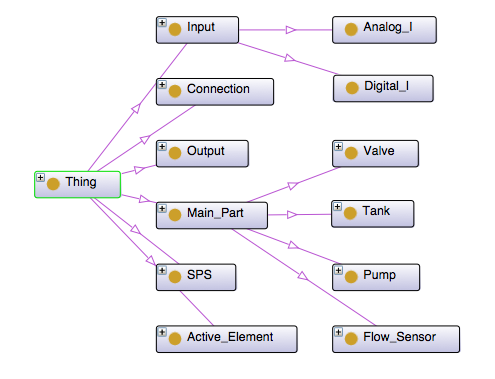 Input
Analog_I
Connection
Digital_I
Output
Valve
Thing
Main_Part
Tank
SPS
Pump
Active_Element
Flow_Sensor